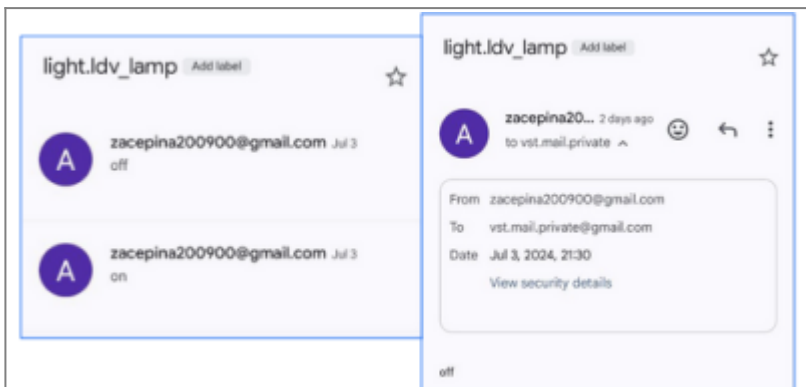 light.ldv_lamp Add label
A
zacepina200900@gmail.com Jul 3
off
A
zacepina200900@gmail.com Jul 3
on
light.ldv_lamp Add label
A
zacepina20... 2 days ago
to vst.mail.private
From zacepina200900@gmail.com
To vst.mail.private@gmail.com
Date Jul 3, 2024, 21:30
View security details
off